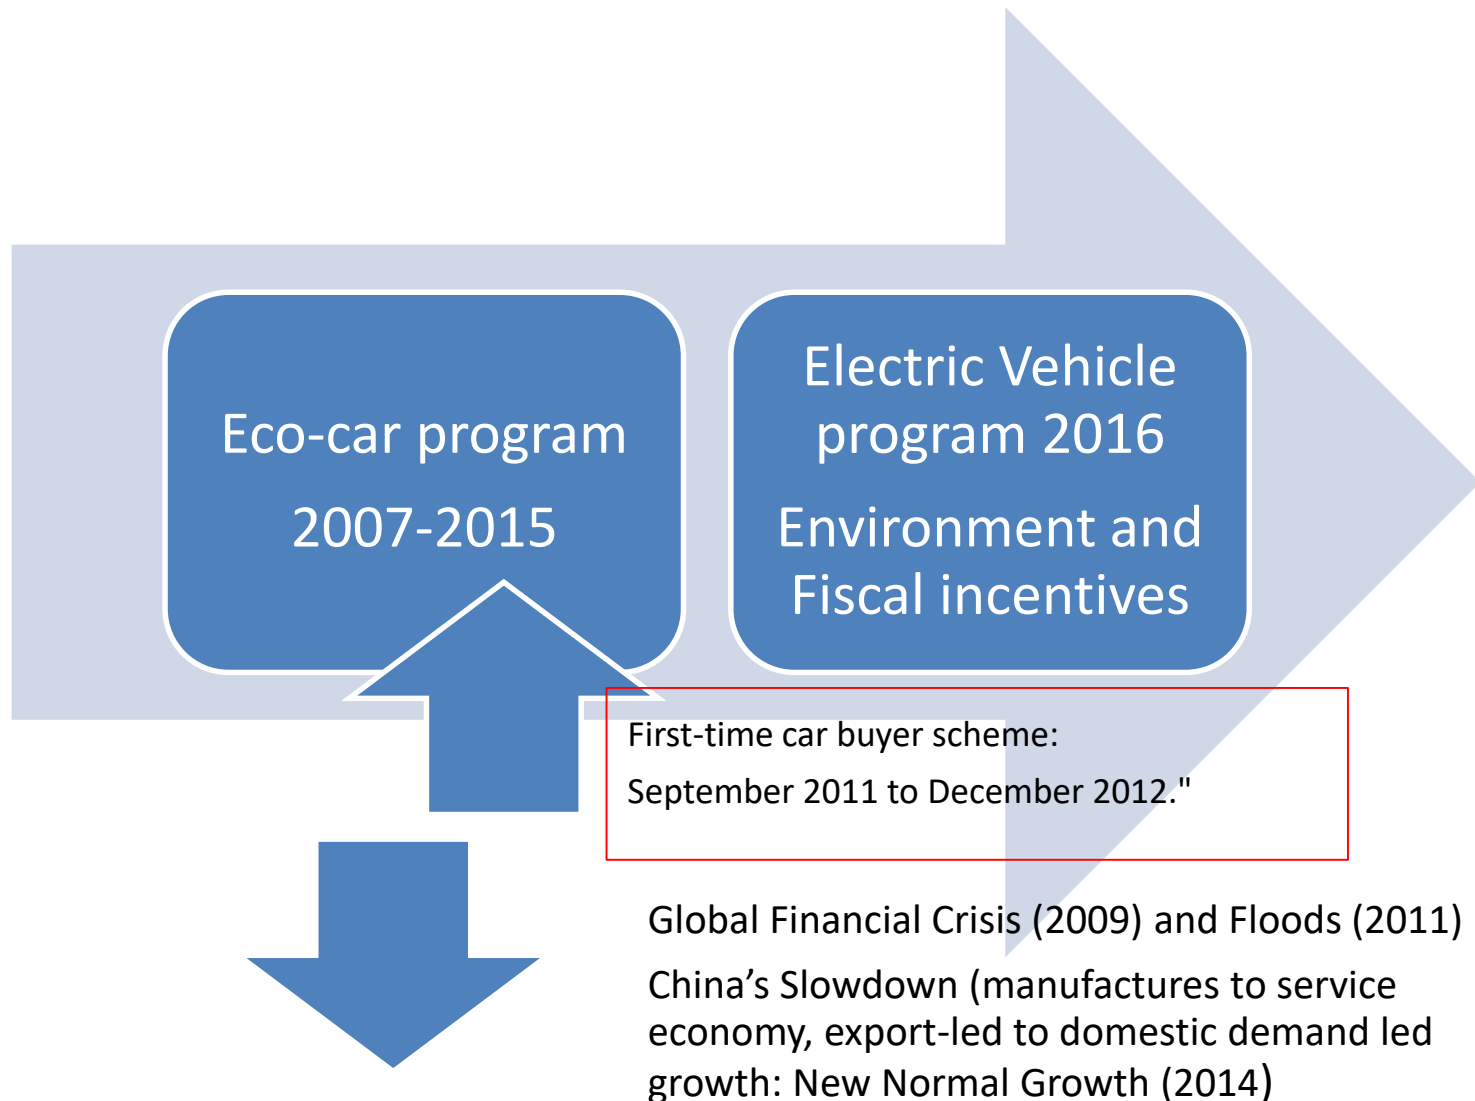 Eco-car program
2007-2015
Electric Vehicle
program 2016
Environment and
Fiscal incentives
First-time car buyer scheme:
September 2011 to December 2012."
Global Financial Crisis (2009) and Floods (2011)
China’s Slowdown (manufactures to service
economy, export-led to domestic demand led
growth: New Normal Growth (2014)